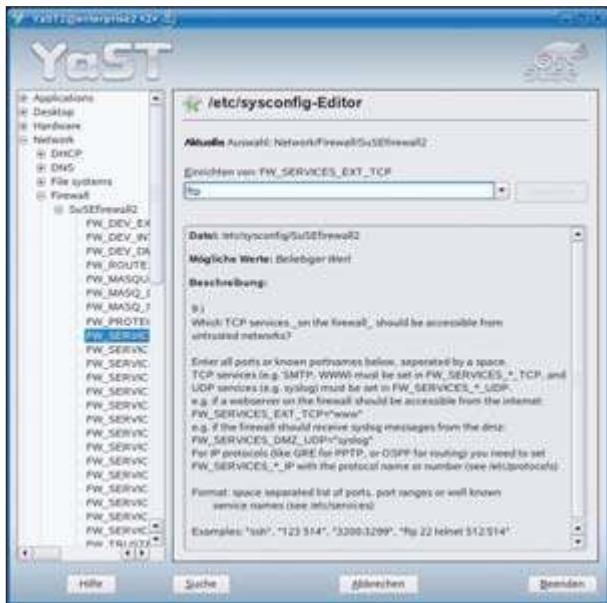 YaST2@enterprise2 <2>
YaST
SUSE
Applications
Desktop
Hardware
Network
DHCP
DNS
File systems
Firewall
SuSEfirewall2
FW_DEV_EX
FW_DEV_IN
FW_DEV_DM
FW_ROUTE
FW_MASQU
FW_MASQ_
FW_MASQ_
FW_PROTE
FW_SERVIC
FW_SERVIC
FW_SERVIC
FW_SERVIC
FW_SERVIC
FW_SERVIC
FW_SERVIC
FW_SERVIC
FW_SERVIC
FW_SERVIC
FW_SERVIC
FW_SERVIC
FW_SERVIC
FW_TRUSTE
/etc/sysconfig-Editor
Aktuelle Auswahl: Network/Firewall/SuSEfirewall2
Einrichten von: FW_SERVICES_EXT_TCP
ftp
Datei: /etc/sysconfig/SuSEfirewall2
Mögliche Werte: Beliebiger Wert
Beschreibung:
9.)
Which TCP services _on the firewall_ should be accessible from
untrusted networks?
Enter all ports or known portnames below, seperated by a space.
TCP services (e.g. SMTP, WWW) must be set in FW_SERVICES_*_TCP, and
UDP services (e.g. syslog) must be set in FW_SERVICES_*_UDP.
e.g. if a webserver on the firewall should be accessible from the internet:
FW_SERVICES_EXT_TCP="www"
e.g. if the firewall should receive syslog messages from the dmz:
FW_SERVICES_DMZ_UDP="syslog"
For IP protocols (like GRE for PPTP, or OSPF for routing) you need to set
FW_SERVICES_*_IP with the protocol name or number (see /etc/protocols)
Format: space separated list of ports, port ranges or well known
service names (see /etc/services)
Examples: "ssh", "123 514", "3200:3299", "ftp 22 telnet 512:514"
Hilfe
Suche
Abbrechen
Beenden